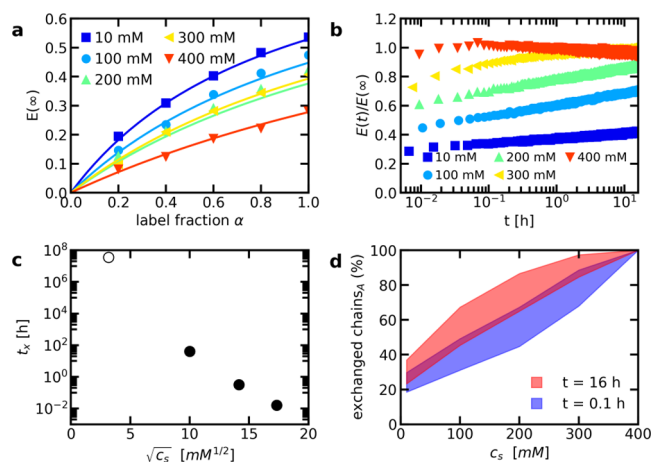 a
0.6
0.5
0.4
0.3
0.2
0.1
0.0
E(∞)
10 mM
100 mM
200 mM
300 mM
400 mM
0.0 0.2 0.4 0.6 0.8 1.0
label fraction α
b
1.2
1.0
0.8
0.6
0.4
0.2
0.0
E(t)/E(∞)
10 mM
100 mM
200 mM
300 mM
400 mM
10⁻² 10⁻¹ 10⁰ 10¹
t [h]
c
10⁸
10⁶
10⁴
10²
10⁰
10⁻²
tₓ [h]
0 5 10 15 20
√cₛ [mM¹ᐟ²]
d
100
80
60
40
20
0
exchanged chains_A (%)
t = 16 h
t = 0.1 h
0 100 200 300 400
cₛ [mM]